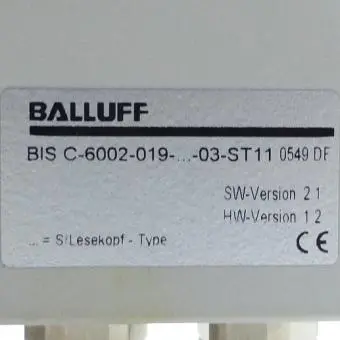 BALLUFF
BIS C-6002-019-...-03-ST11 0549 DF
SW-Version 2 1
HW-Version 1 2
... = S/Lesekopf - Type
CE